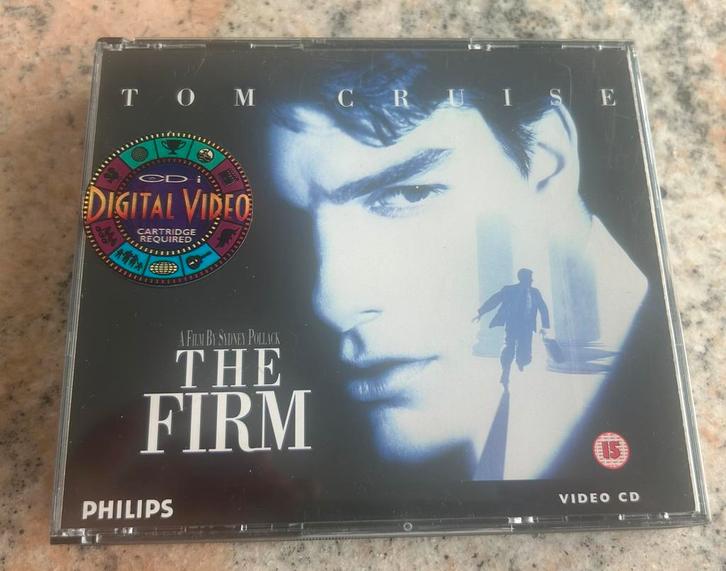 TOM CRUISE
CD-i
DIGITAL VIDEO
CARTRIDGE
REQUIRED
A FILM BY SYDNEY POLLACK
THE
FIRM
15
PHILIPS
VIDEO CD